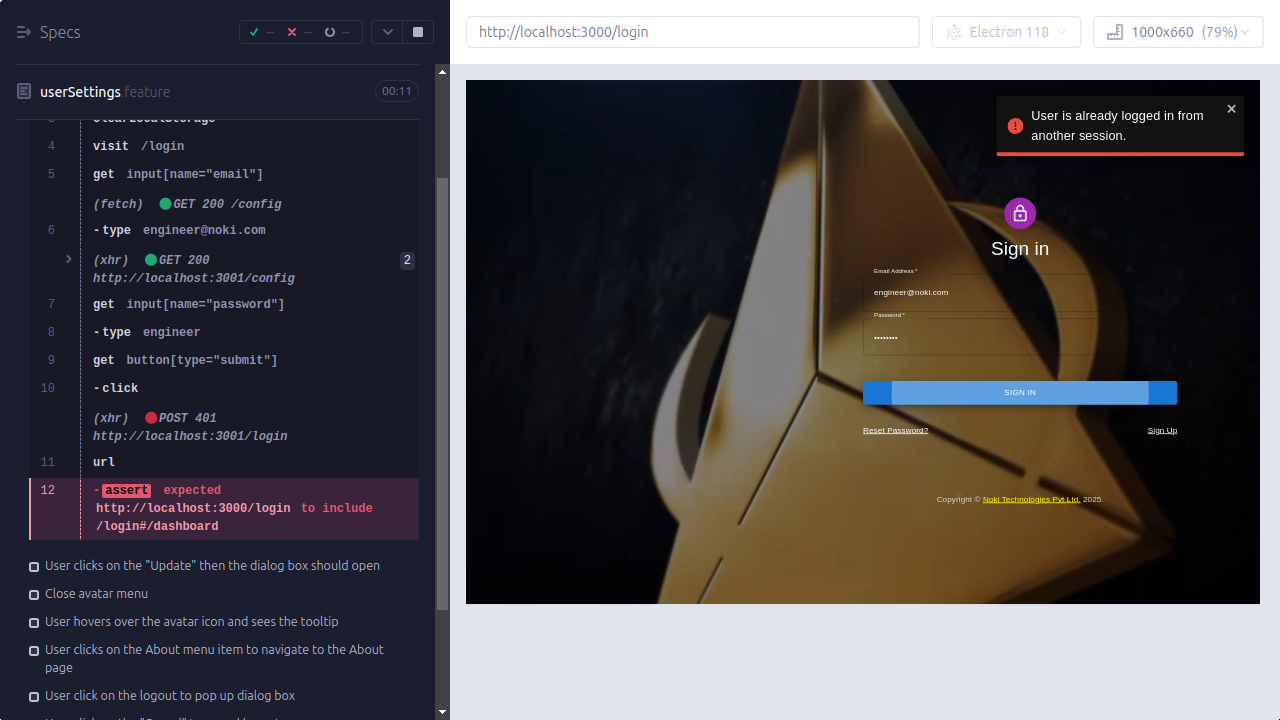 Specs
-- -- --
userSettings.feature
00:11
3 clearLocalStorage
4 visit /login
5 get input[name="email"]
(fetch) GET 200 /config
6 -type engineer@noki.com
(xhr) GET 200
http://localhost:3001/config
2
7 get input[name="password"]
8 -type engineer
9 get button[type="submit"]
10 -click
(xhr) POST 401
http://localhost:3001/login
11 url
12 -assert expected
http://localhost:3000/login to include
/login#/dashboard
User clicks on the "Update" then the dialog box should open
Close avatar menu
User hovers over the avatar icon and sees the tooltip
User clicks on the About menu item to navigate to the About
page
User click on the logout to pop up dialog box
http://localhost:3000/login
Electron 118
1000x660 (79%)
User is already logged in from
another session.
Sign in
Email Address *
engineer@noki.com
Password *
••••••••
SIGN IN
Reset Password?
Sign Up
Copyright © Noki Technologies Pvt Ltd. 2025.